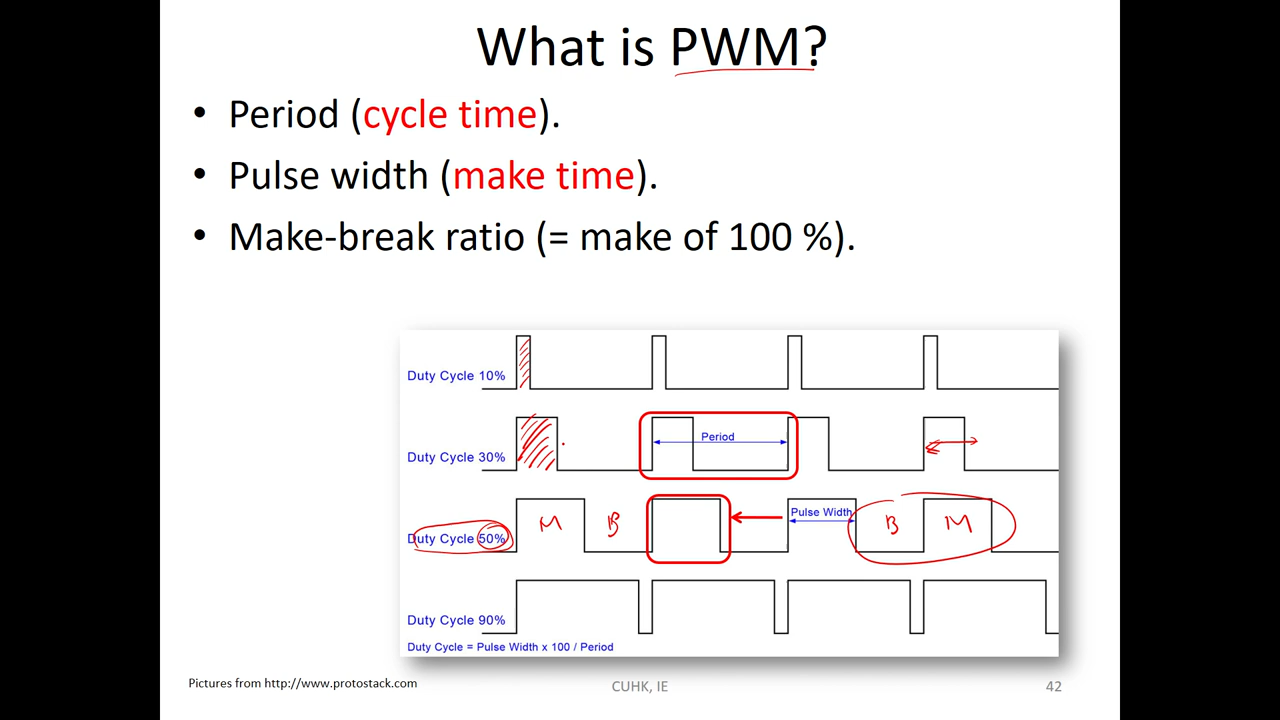 What is PWM?
• Period (cycle time).
• Pulse width (make time).
• Make-break ratio (= make of 100 %).
Duty Cycle 10%
Duty Cycle 30%
Period
Duty Cycle 50%
M B
Pulse Width
B M
Duty Cycle 90%
Duty Cycle = Pulse Width x 100 / Period
Pictures from http://www.protostack.com
CUHK, IE
42